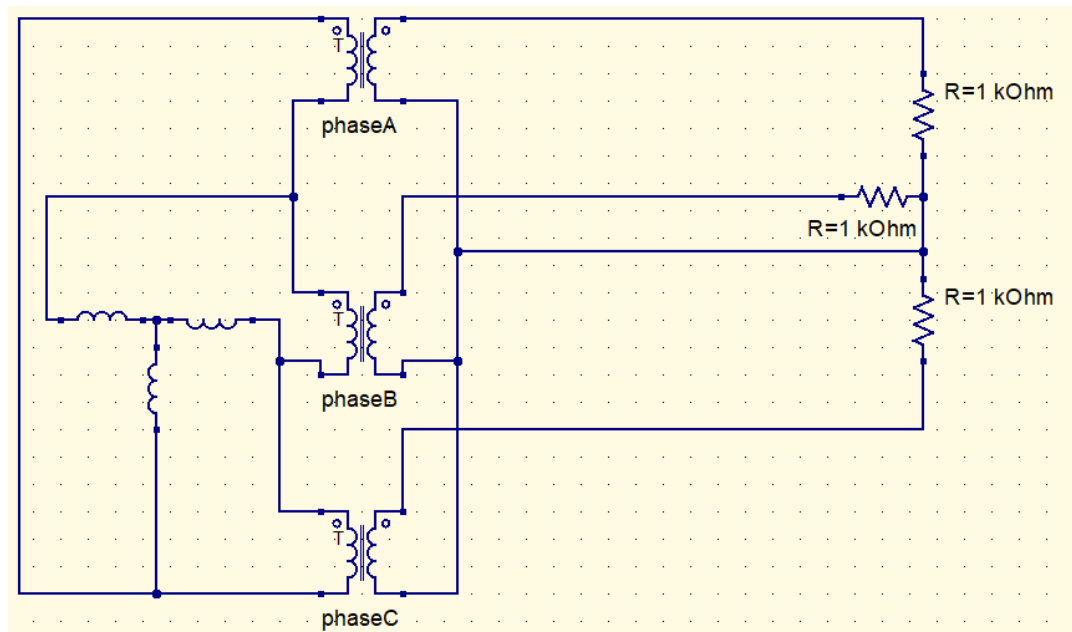 T
phaseA
R=1 kOhm
R=1 kOhm
R=1 kOhm
T
phaseB
T
phaseC